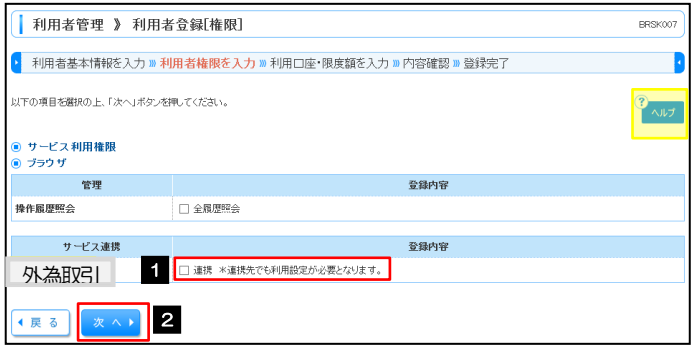 利用者管理 》 利用者登録[権限]
BRSK007
利用者基本情報を入力 》 利用者権限を入力 》 利用口座・限度額を入力 》 内容確認 》 登録完了
以下の項目を選択の上、「次へ」ボタンを押してください。
? ヘルプ
サービス利用権限
ブラウザ
管理 登録内容
操作履歴照会 全履歴照会
サービス連携 登録内容
外為取引 1 連携 ※連携先でも利用設定が必要となります。
戻 る 次 へ 2